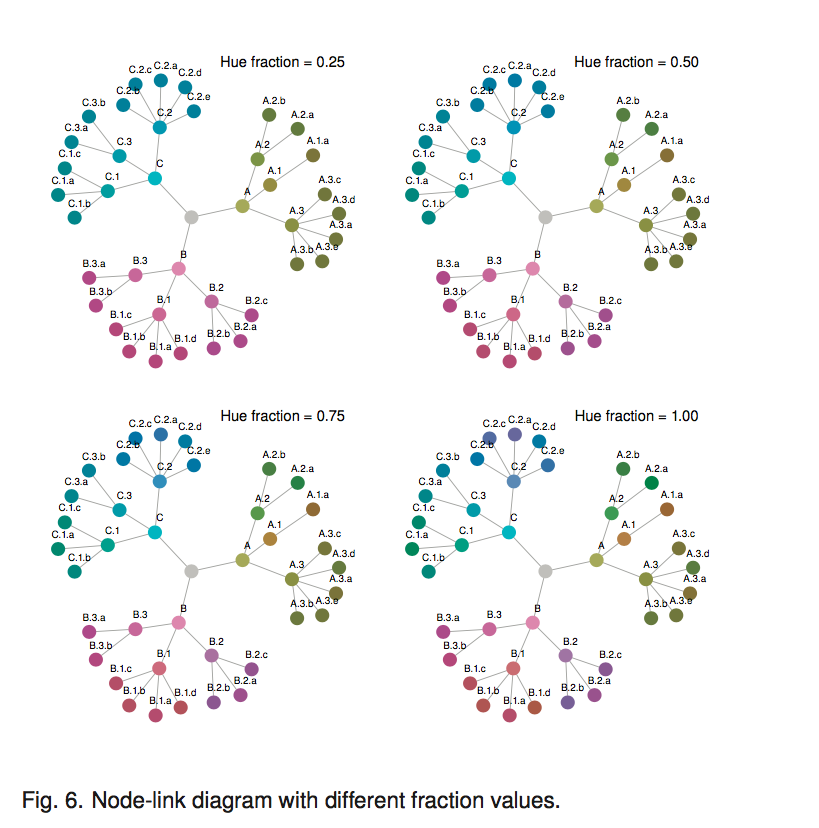 Hue fraction = 0.25
C.2.c C.2.a C.2.d
C.2.b C.2.e
C.3.b C.2
C.3.a C.3
C.1.c C
C.1.a C.1
C.1.b
A.2.b
A.2.a
A.2 A.1.a
A.1 A.3.c
A A.3.d
A.3 A.3.a
A.3.b A.3.e
B
B.3.a B.3
B.3.b B.2
B.1 B.2.c
B.1.c B.2.a
B.1.b B.1.a B.1.d B.2.b
Hue fraction = 0.50
C.2.c C.2.a C.2.d
C.2.b C.2.e
C.3.b C.2
C.3.a C.3
C.1.c C
C.1.a C.1
C.1.b
A.2.b
A.2.a
A.2 A.1.a
A.1 A.3.c
A A.3.d
A.3 A.3.a
A.3.b A.3.e
B
B.3.a B.3
B.3.b B.2
B.1 B.2.c
B.1.c B.2.a
B.1.b B.1.a B.1.d B.2.b
Hue fraction = 0.75
C.2.c C.2.a C.2.d
C.2.b C.2.e
C.3.b C.2
C.3.a C.3
C.1.c C
C.1.a C.1
C.1.b
A.2.b
A.2.a
A.2 A.1.a
A.1 A.3.c
A A.3.d
A.3 A.3.a
A.3.b A.3.e
B
B.3.a B.3
B.3.b B.2
B.1 B.2.c
B.1.c B.2.a
B.1.b B.1.a B.1.d B.2.b
Hue fraction = 1.00
C.2.c C.2.a C.2.d
C.2.b C.2.e
C.3.b C.2
C.3.a C.3
C.1.c C
C.1.a C.1
C.1.b
A.2.b
A.2.a
A.2 A.1.a
A.1 A.3.c
A A.3.d
A.3 A.3.a
A.3.b A.3.e
B
B.3.a B.3
B.3.b B.2
B.1 B.2.c
B.1.c B.2.a
B.1.b B.1.a B.1.d B.2.b
Fig. 6. Node-link diagram with different fraction values.